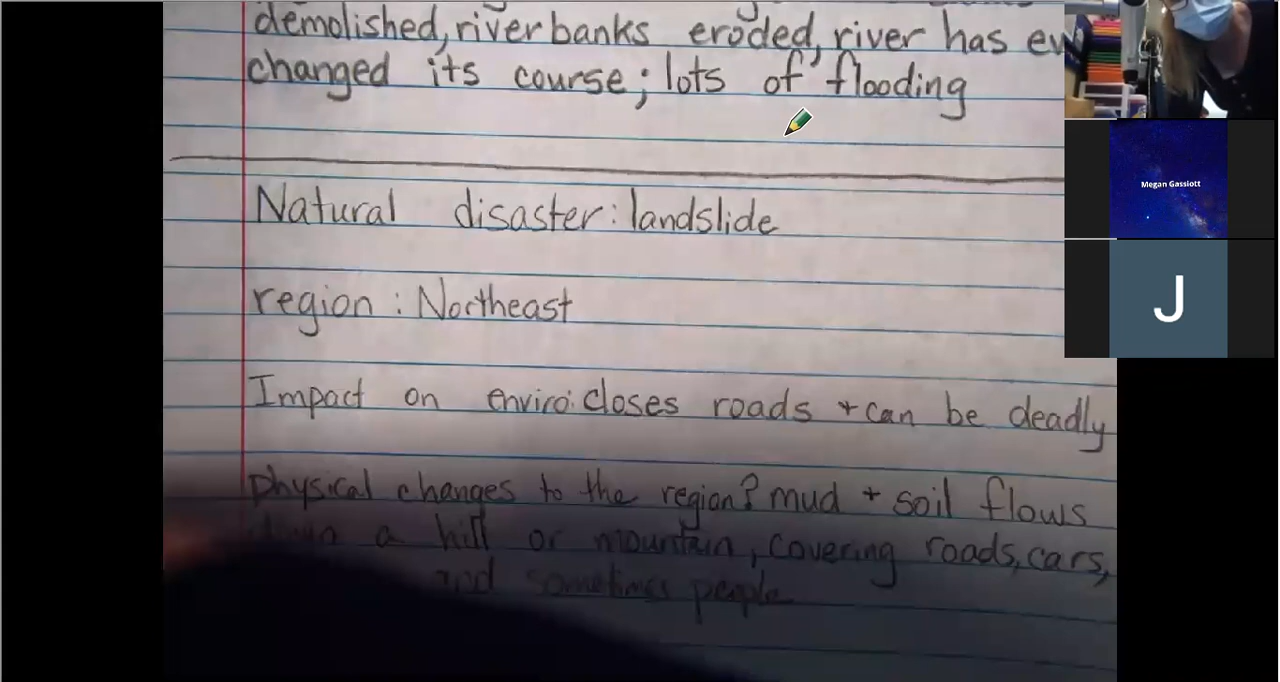 demolished, riverbanks eroded, river has ev
changed its course; lots of flooding
Natural disaster: landslide
region: Northeast
Impact on enviro: closes roads + can be deadly
Physical changes to the region? mud + soil flows
down a hill or mountain, covering roads, cars,
and sometimes people
Megan Gassiott
J